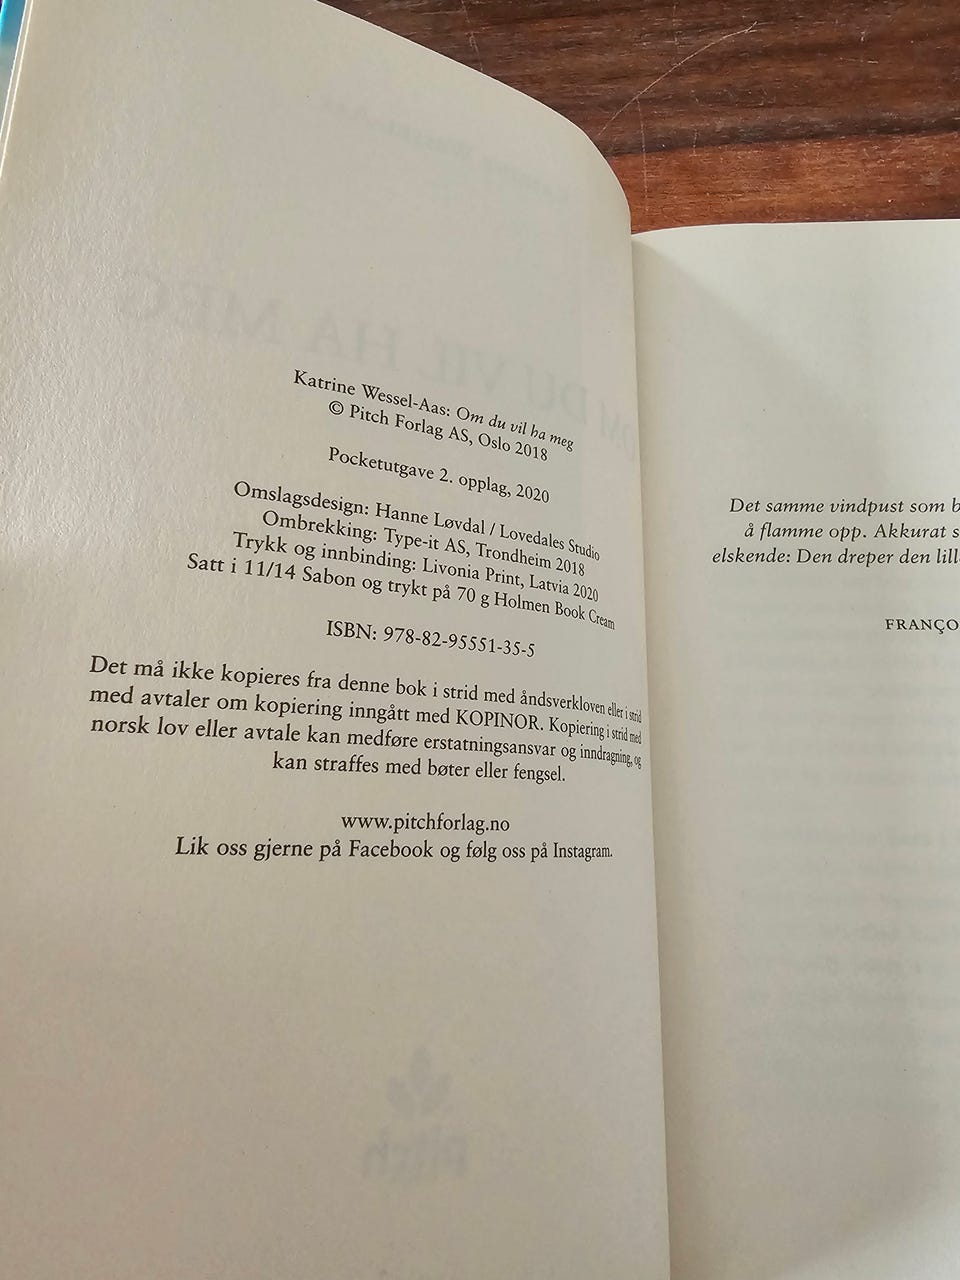 Katrine Wessel-Aas: Om du vil ha meg
© Pitch Forlag AS, Oslo 2018
Pocketutgave 2. opplag, 2020
Omslagsdesign: Hanne Løvdal / Lovedales Studio
Ombrekking: Type-it AS, Trondheim 2018
Trykk og innbinding: Livonia Print, Latvia 2020
Satt i 11/14 Sabon og trykt på 70 g Holmen Book Cream
ISBN: 978-82-95551-35-5
Det må ikke kopieres fra denne bok i strid med åndsverkloven eller i strid
med avtaler om kopiering inngått med KOPINOR. Kopiering i strid med
norsk lov eller avtale kan medføre erstatningsansvar og inndragning, og
kan straffes med bøter eller fengsel.
www.pitchforlag.no
Lik oss gjerne på Facebook og følg oss på Instagram.
Det samme vindpust som
å flamme opp. Akkurat
elskende: Den dreper den